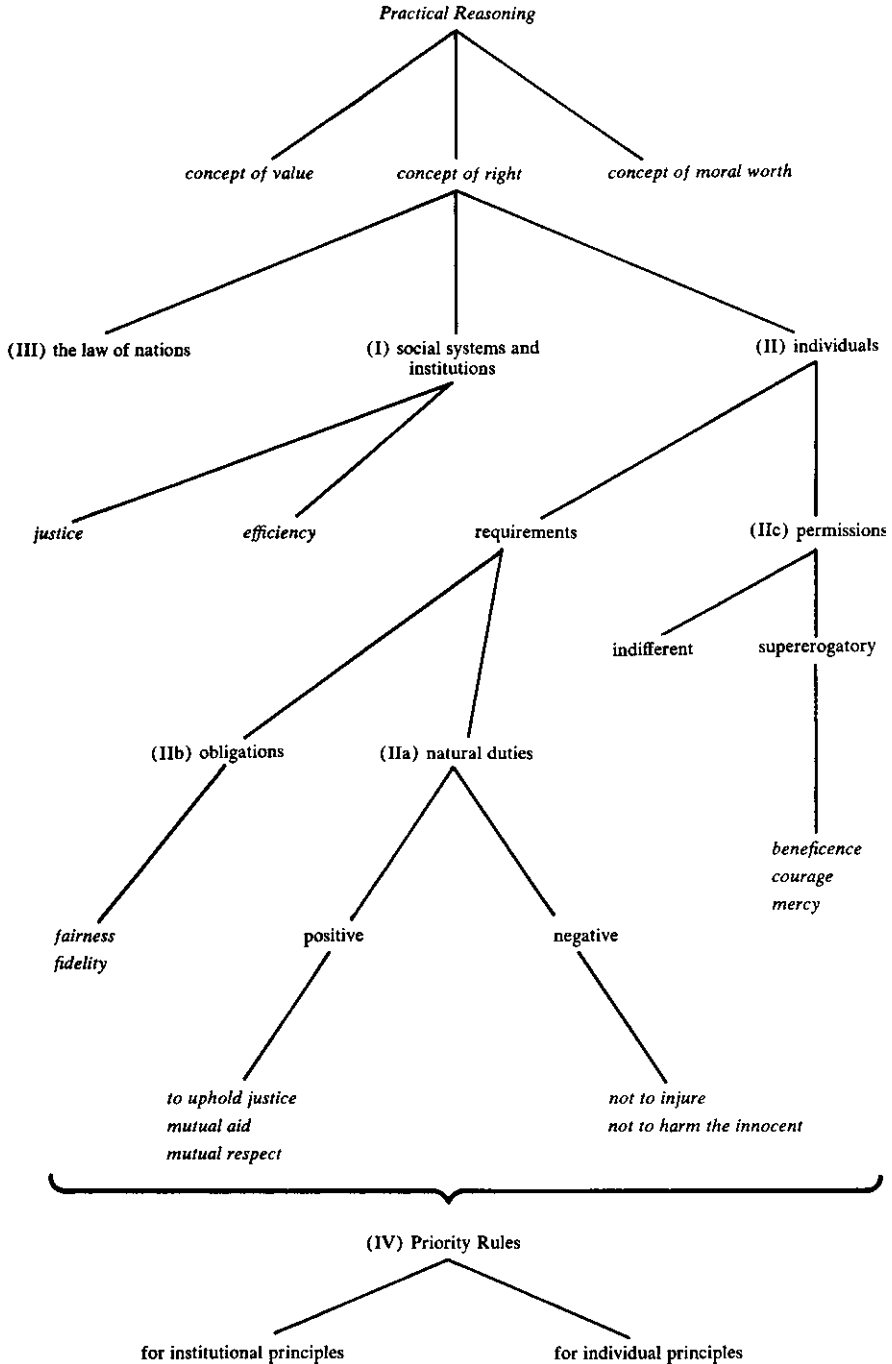 Practical Reasoning
concept of value
concept of right
concept of moral worth
(III) the law of nations
(I) social systems and
institutions
(II) individuals
justice
efficiency
requirements
(IIc) permissions
indifferent
supererogatory
(IIb) obligations
(IIa) natural duties
beneficence
courage
mercy
fairness
fidelity
positive
negative
to uphold justice
mutual aid
mutual respect
not to injure
not to harm the innocent
(IV) Priority Rules
for institutional principles
for individual principles